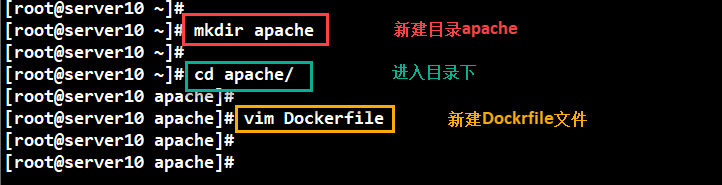 [root@server10 ~]#
[root@server10 ~]# mkdir apache 新建目录apache
[root@server10 ~]#
[root@server10 ~]# cd apache/ 进入目录下
[root@server10 apache]#
[root@server10 apache]# vim Dockerfile 新建Dockrfile文件
[root@server10 apache]#
[root@server10 apache]#